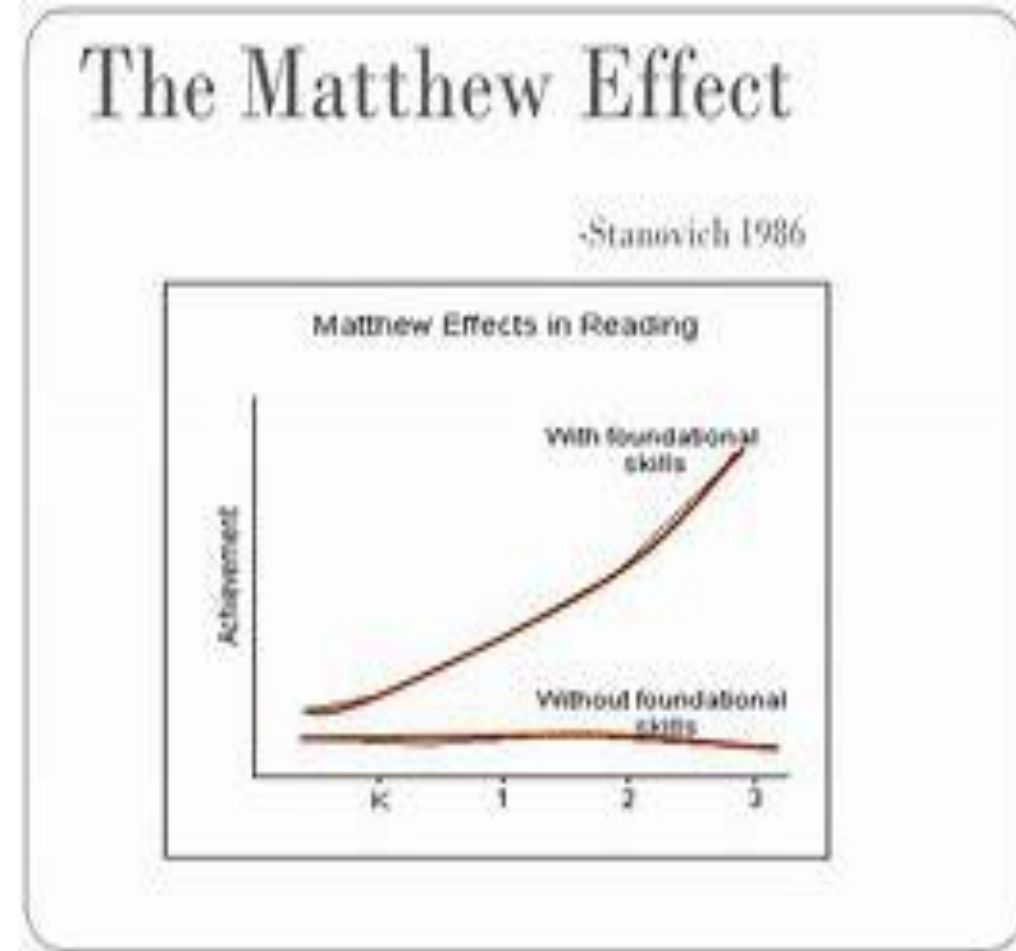 The Matthew Effect
-Stanovich 1986
Matthew Effects in Reading
With foundational
skills
Achievement
Without foundational
skills
K 1 2 3